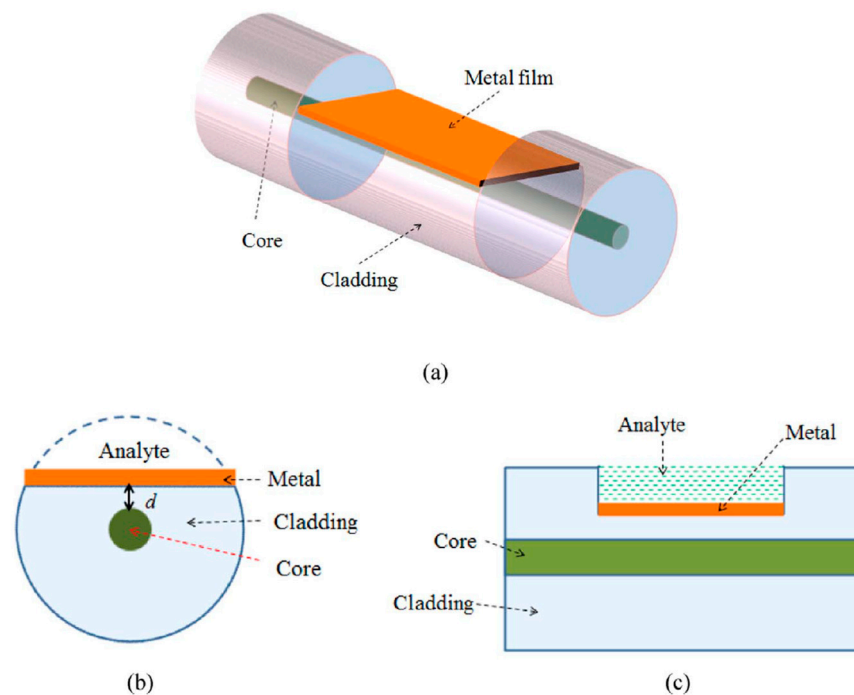 Metal film
Core
Cladding
(a)
Analyte
Metal
d
Cladding
Core
(b)
Analyte
Metal
Core
Cladding
(c)